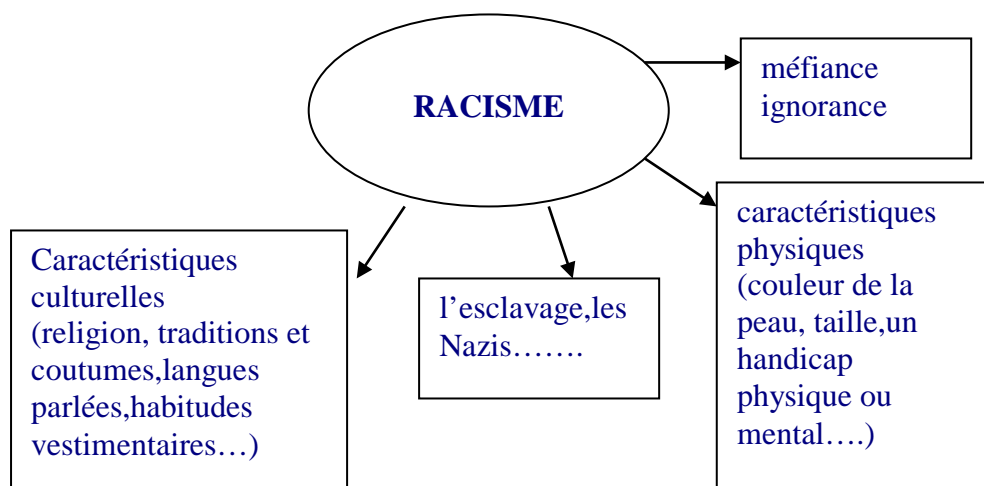 RACISME
méfiance
ignorance
caractéristiques
physiques
(couleur de la
peau, taille,un
handicap
physique ou
mental….)
Caractéristiques
culturelles
(religion, traditions et
coutumes,langues
parlées,habitudes
vestimentaires…)
l’esclavage,les
Nazis…….